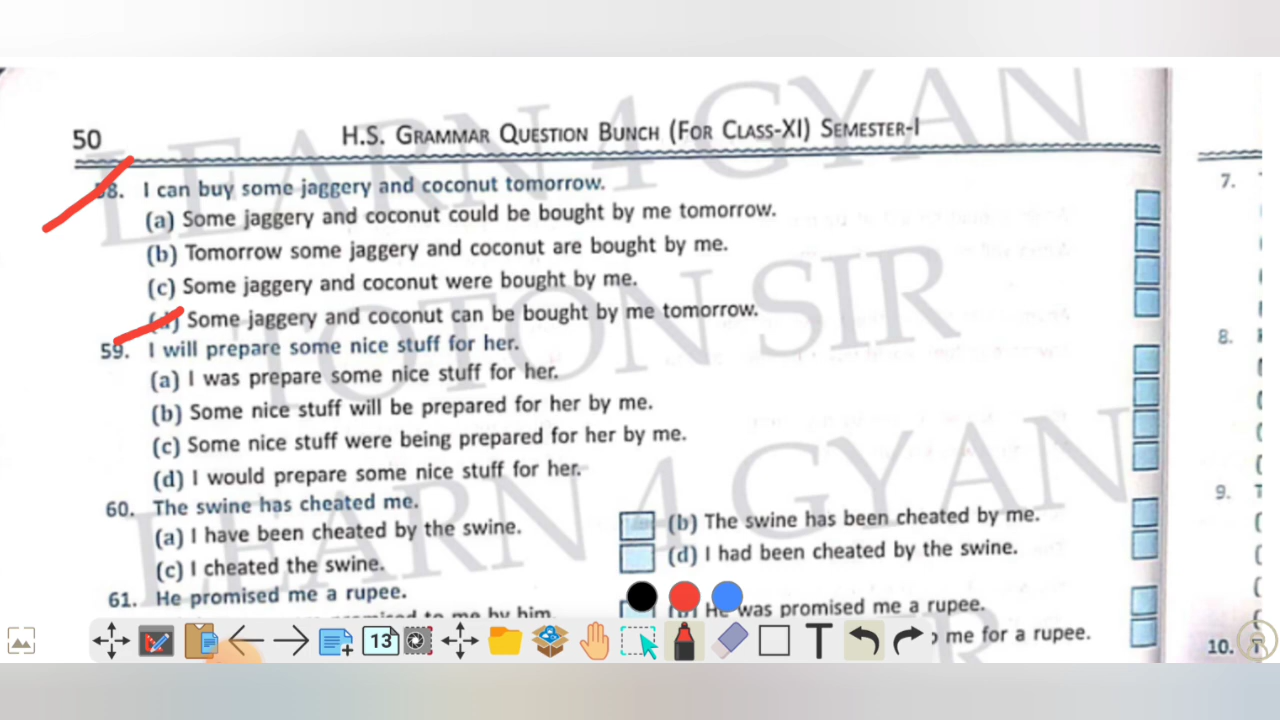 LEARN 4 GYAN
50 H.S. GRAMMAR QUESTION BUNCH (FOR CLASS-XI) SEMESTER-I
58. I can buy some jaggery and coconut tomorrow.
(a) Some jaggery and coconut could be bought by me tomorrow.
(b) Tomorrow some jaggery and coconut are bought by me.
(c) Some jaggery and coconut were bought by me.
TOTON SIR
(d) Some jaggery and coconut can be bought by me tomorrow.
59. I will prepare some nice stuff for her.
(a) I was prepare some nice stuff for her.
(b) Some nice stuff will be prepared for her by me.
(c) Some nice stuff were being prepared for her by me.
(d) I would prepare some nice stuff for her.
LEARN 4 GYAN
60. The swine has cheated me.
(a) I have been cheated by the swine.
(b) The swine has been cheated by me.
(c) I cheated the swine.
(d) I had been cheated by the swine.
61. He promised me a rupee.
to me by him.
He was promised me a rupee.
me for a rupee.
7.
8.
9.
10.
13
T